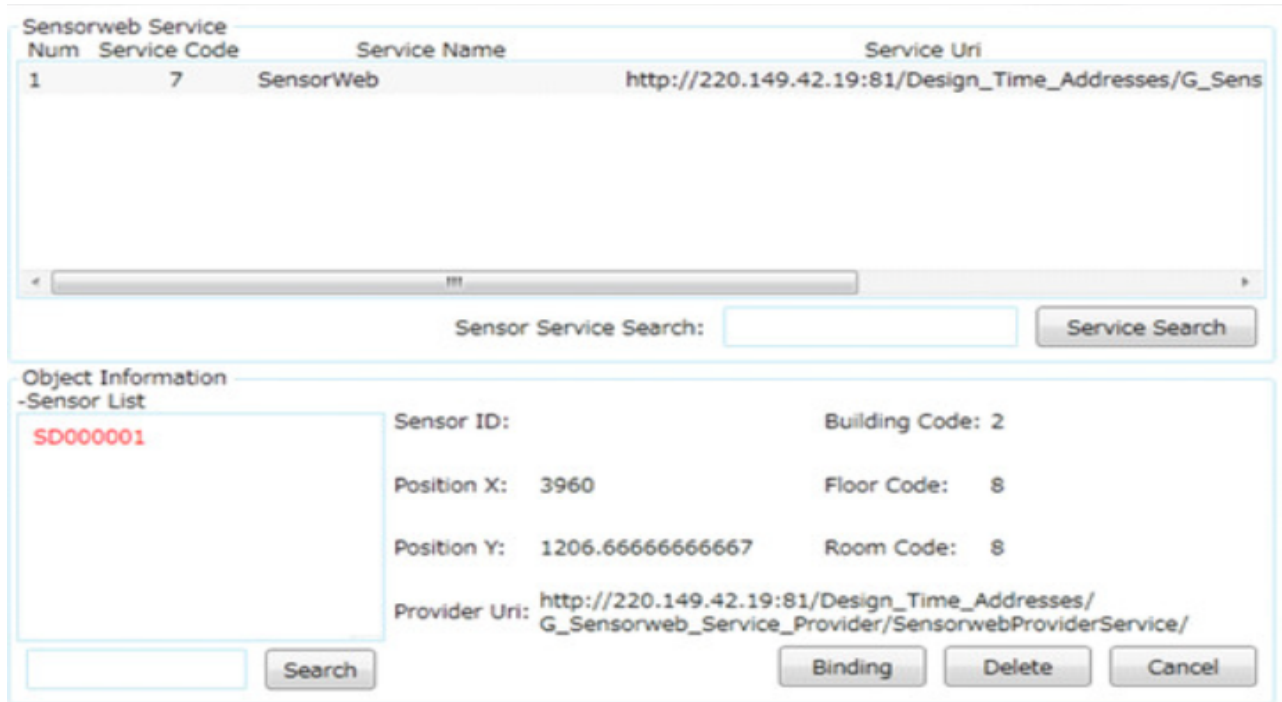 Sensorweb Service
Num Service Code Service Name Service Uri
1 7 SensorWeb http://220.149.42.19:81/Design_Time_Addresses/G_Sens
Sensor Service Search: Service Search
Object Information
-Sensor List
SD000001
Sensor ID: Building Code: 2
Position X: 3960 Floor Code: 8
Position Y: 1206.66666666667 Room Code: 8
Provider Uri: http://220.149.42.19:81/Design_Time_Addresses/
G_Sensorweb_Service_Provider/SensorwebProviderService/
Search Binding Delete Cancel